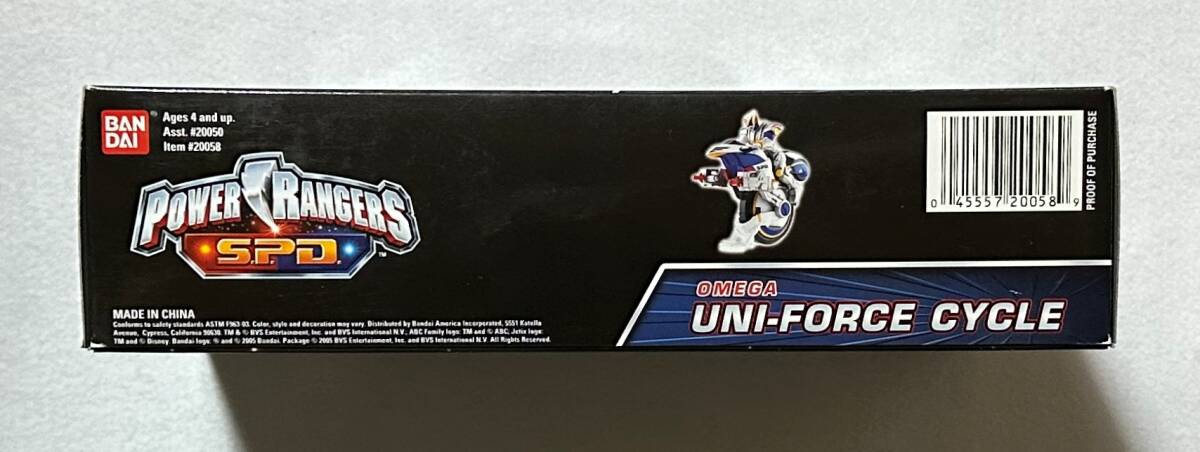 BAN
DAI
®
Ages 4 and up.
Asst. #20050
Item #20058
POWER RANGERS
S.P.D.
TM
MADE IN CHINA
Conforms to safety standards ASTM F963-03. Color, style and decoration may vary. Distributed by Bandai America Incorporated, 5551 Katella
Avenue, Cypress, California 90630. TM & © BVS Entertainment, Inc. and BVS International N.V. ABC Family logo: TM and © ABC; Jetix logo:
TM and © Disney. Bandai logo: ® and © 2005 Bandai. Package © 2005 BVS Entertainment, Inc. and BVS International N.V. All Rights Reserved.
OMEGA
UNI-FORCE CYCLE
0 45557 20058 9
PROOF OF PURCHASE